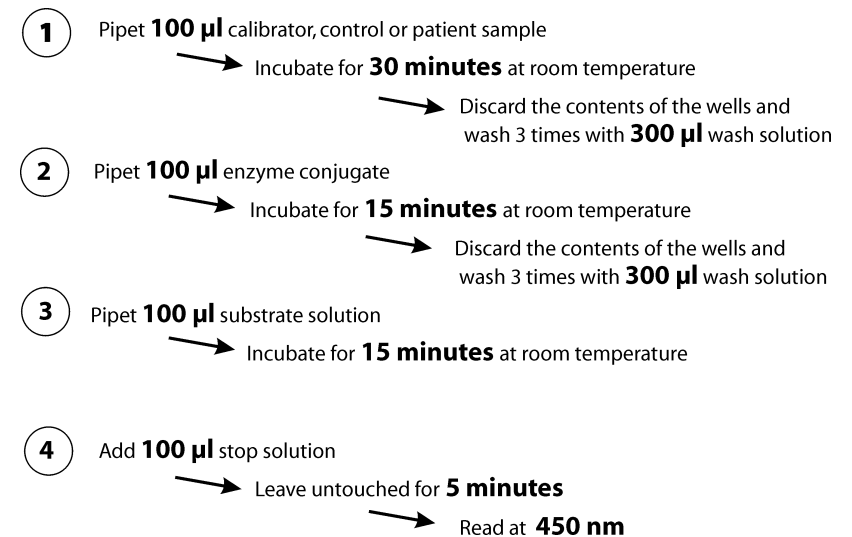 1 Pipet 100 µl calibrator, control or patient sample
Incubate for 30 minutes at room temperature
Discard the contents of the wells and
wash 3 times with 300 µl wash solution
2 Pipet 100 µl enzyme conjugate
Incubate for 15 minutes at room temperature
Discard the contents of the wells and
wash 3 times with 300 µl wash solution
3 Pipet 100 µl substrate solution
Incubate for 15 minutes at room temperature
4 Add 100 µl stop solution
Leave untouched for 5 minutes
Read at 450 nm